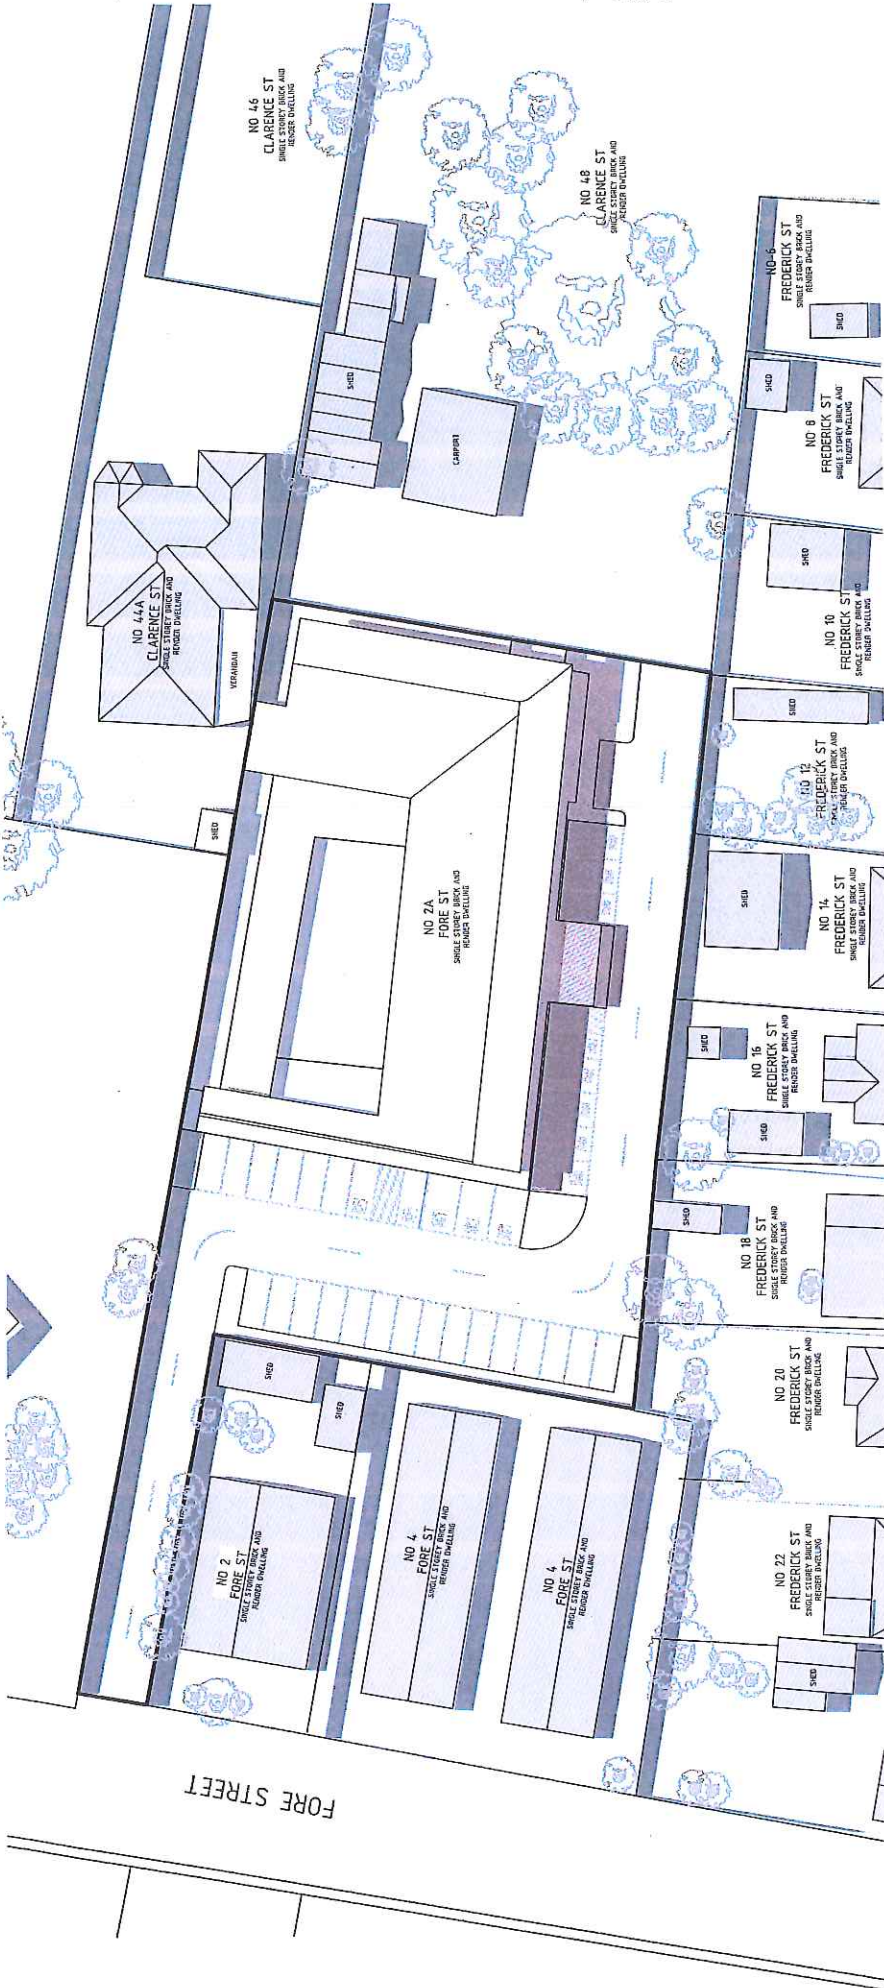 NO 46
CLARENCE ST
SINGLE STOREY BRICK AND
RENDER DWELLING
NO 48
CLARENCE ST
SINGLE STOREY BRICK AND
RENDER DWELLING
NO 6
FREDERICK ST
SINGLE STOREY BRICK AND
RENDER DWELLING
SHED
SHED
SHED
NO 8
FREDERICK ST
SINGLE STOREY BRICK AND
RENDER DWELLING
CARPORT
NO 44A
CLARENCE ST
SINGLE STOREY BRICK AND
RENDER DWELLING
VERANDAH
SHED
NO 10
FREDERICK ST
SINGLE STOREY BRICK AND
RENDER DWELLING
SHED
NO 12
FREDERICK ST
SINGLE STOREY BRICK AND
RENDER DWELLING
SHED
NO 2A
FORE ST
SINGLE STOREY BRICK AND
RENDER DWELLING
SHED
NO 14
FREDERICK ST
SINGLE STOREY BRICK AND
RENDER DWELLING
SHED
NO 16
FREDERICK ST
SINGLE STOREY BRICK AND
RENDER DWELLING
SHED
SHED
NO 18
FREDERICK ST
SINGLE STOREY BRICK AND
RENDER DWELLING
SHED
SHED
NO 20
FREDERICK ST
SINGLE STOREY BRICK AND
RENDER DWELLING
NO 2
FORE ST
SINGLE STOREY BRICK AND
RENDER DWELLING
NO 4
FORE ST
SINGLE STOREY BRICK AND
RENDER DWELLING
NO 4
FORE ST
SINGLE STOREY BRICK AND
RENDER DWELLING
NO 22
FREDERICK ST
SINGLE STOREY BRICK AND
RENDER DWELLING
SHED
FORE STREET